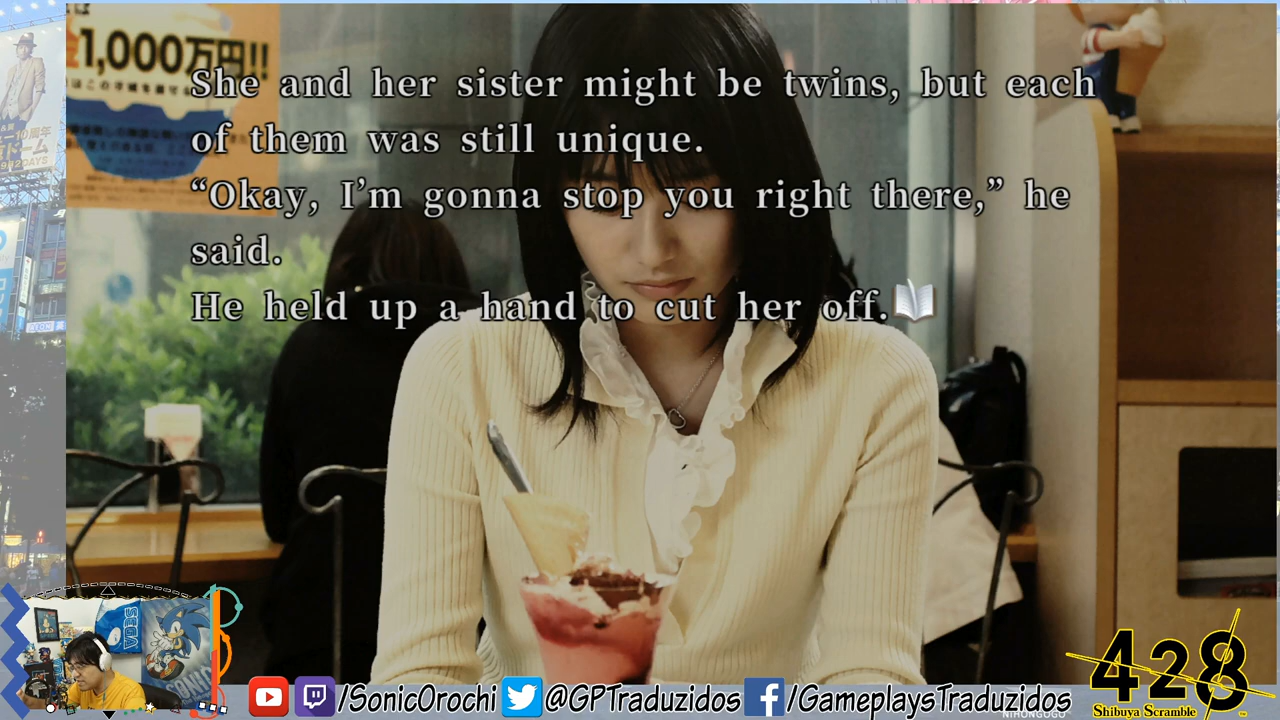 1,000万円!!
She and her sister might be twins, but each
of them was still unique.
“Okay, I’m gonna stop you right there,” he
said.
He held up a hand to cut her off.
SEGA
SONIC
/SonicOrochi
@GPTraduzidos
/GameplaysTraduzidos
428
Shibuya Scramble